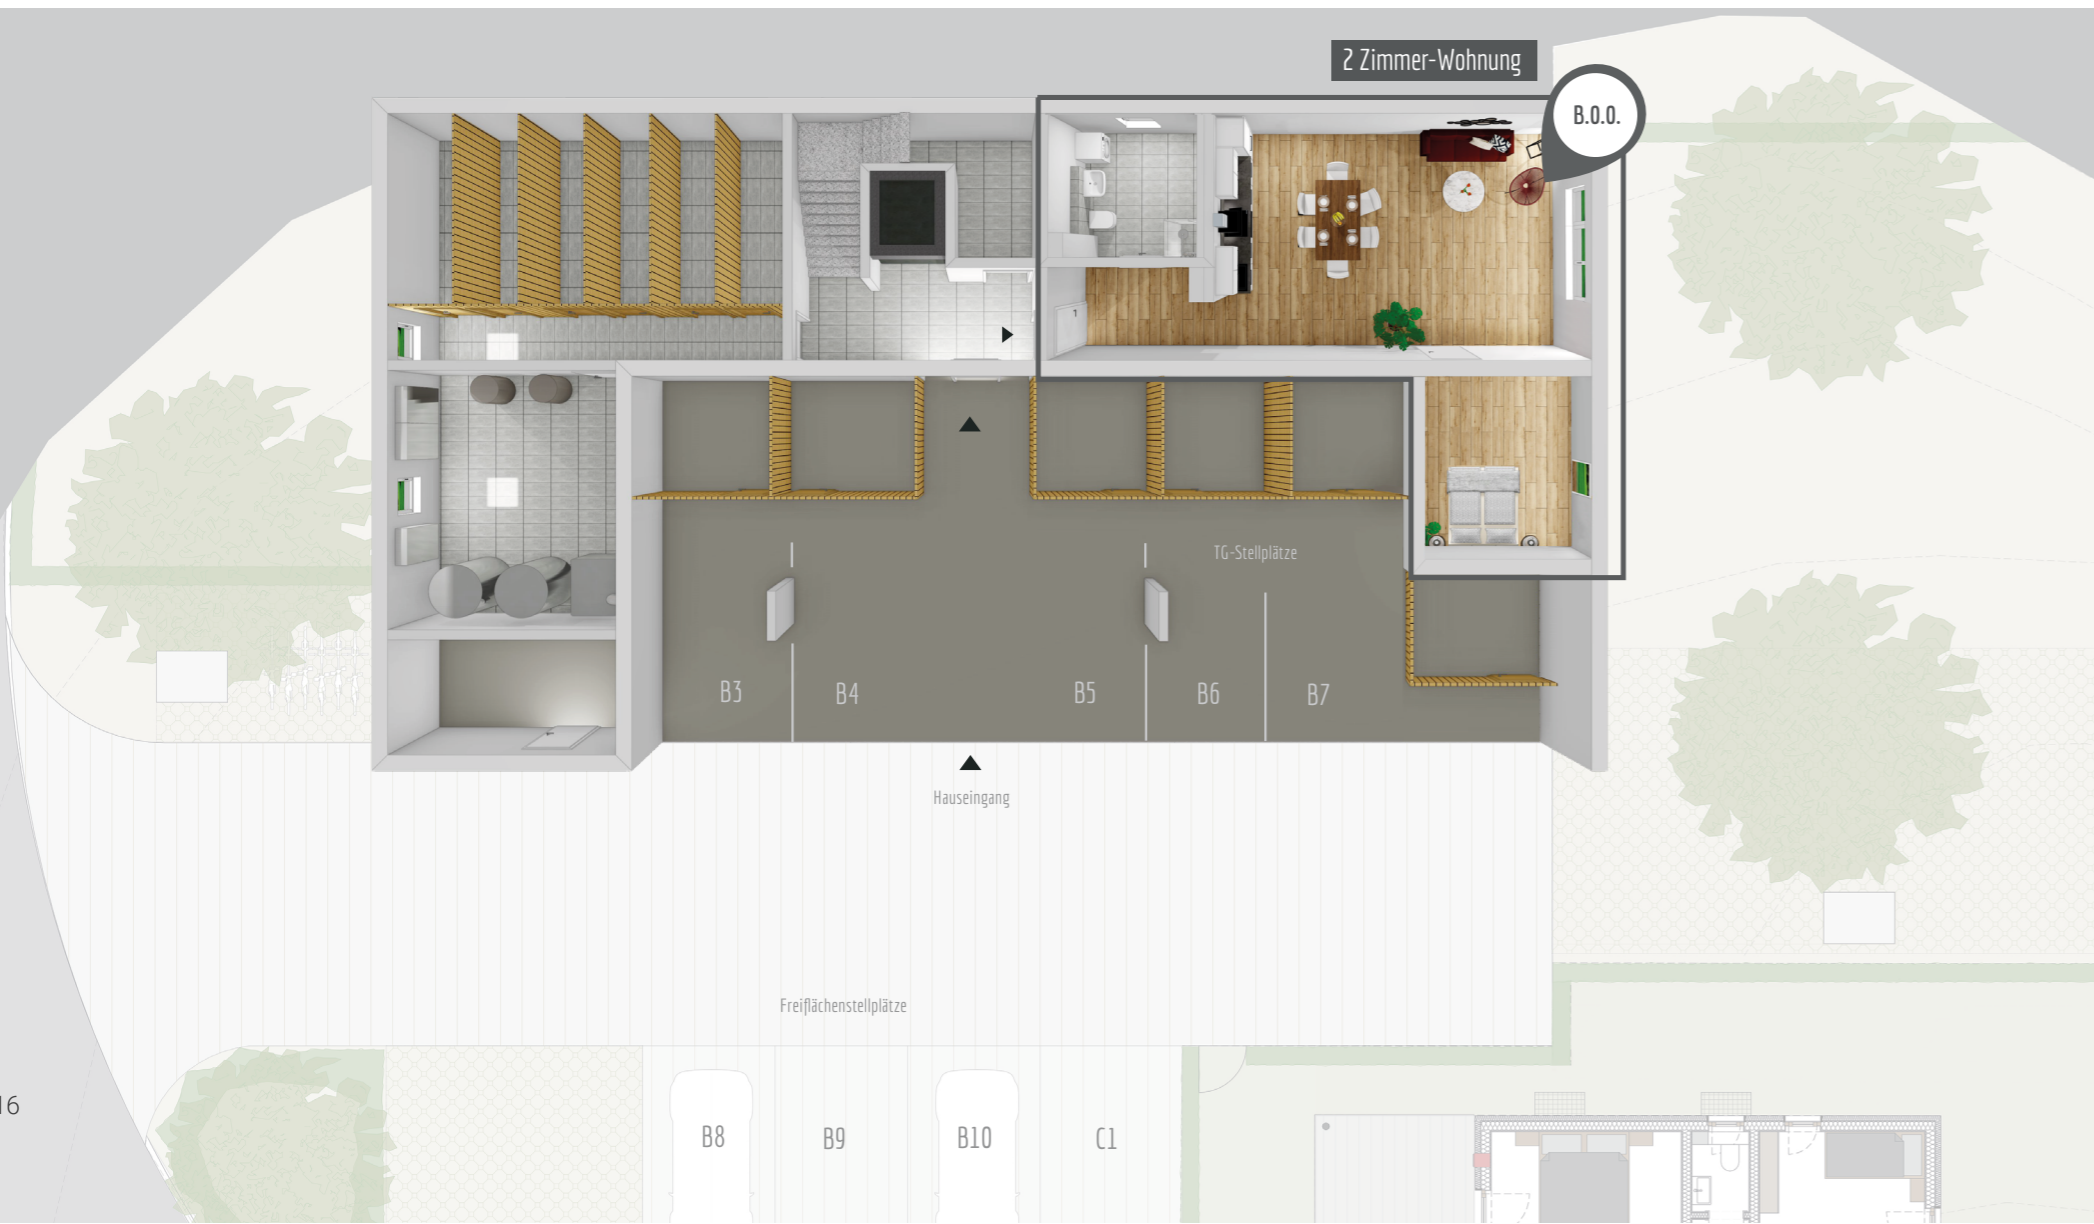 2 Zimmer-Wohnung
B.0.0.
TG-Stellplätze
B3
B4
B5
B6
B7
Hauseingang
Freiflächenstellplätze
16
B8
B9
B10
C1